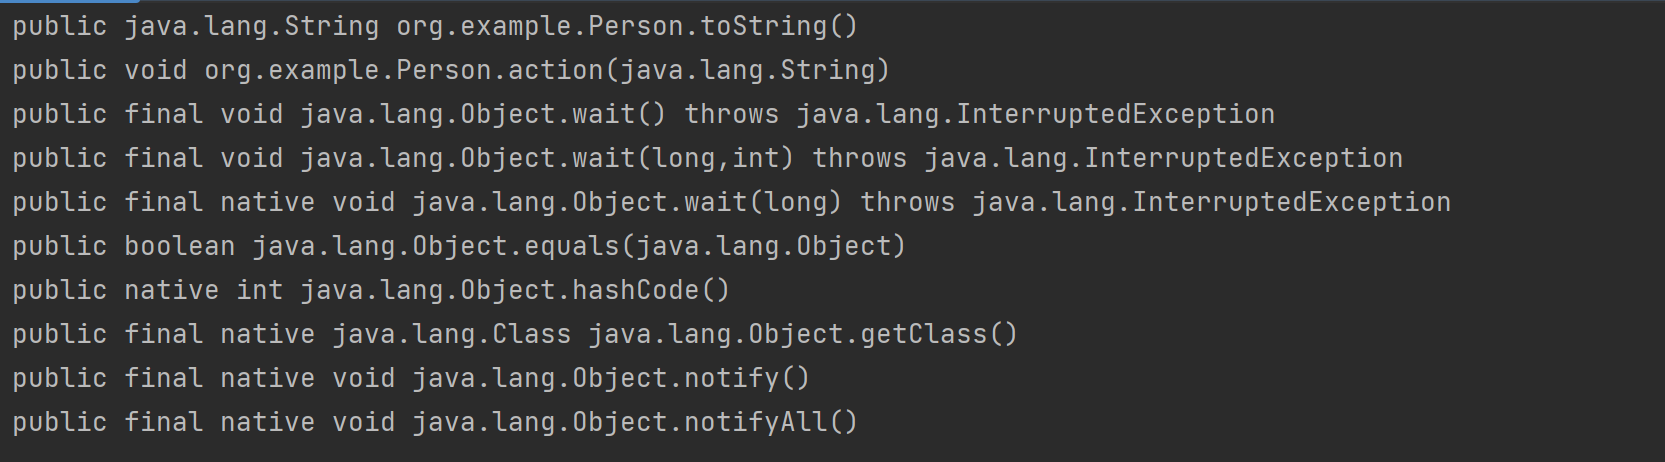 public java.lang.String org.example.Person.toString()
public void org.example.Person.action(java.lang.String)
public final void java.lang.Object.wait() throws java.lang.InterruptedException
public final void java.lang.Object.wait(long,int) throws java.lang.InterruptedException
public final native void java.lang.Object.wait(long) throws java.lang.InterruptedException
public boolean java.lang.Object.equals(java.lang.Object)
public native int java.lang.Object.hashCode()
public final native java.lang.Class java.lang.Object.getClass()
public final native void java.lang.Object.notify()
public final native void java.lang.Object.notifyAll()